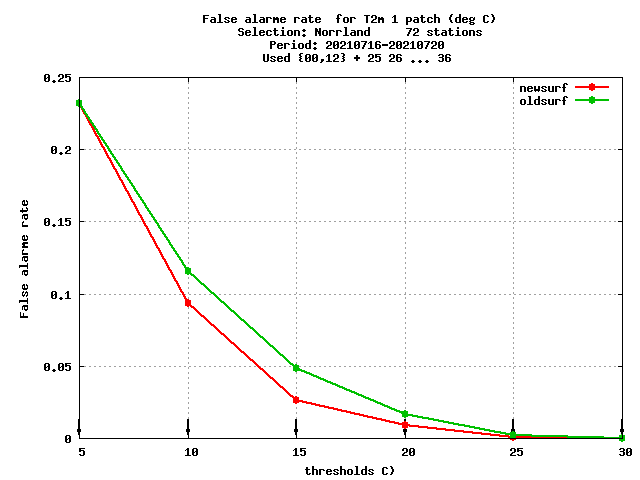 False alarme rate  for T2m 1 patch (deg C)
Selection: Norrland     72 stations
Period: 20210716-20210720
Used {00,12} + 25 26 ... 36
newsurf
oldsurf
0.25
0.2
0.15
0.1
0.05
0
False alarme rate
5 10 15 20 25 30
thresholds C)